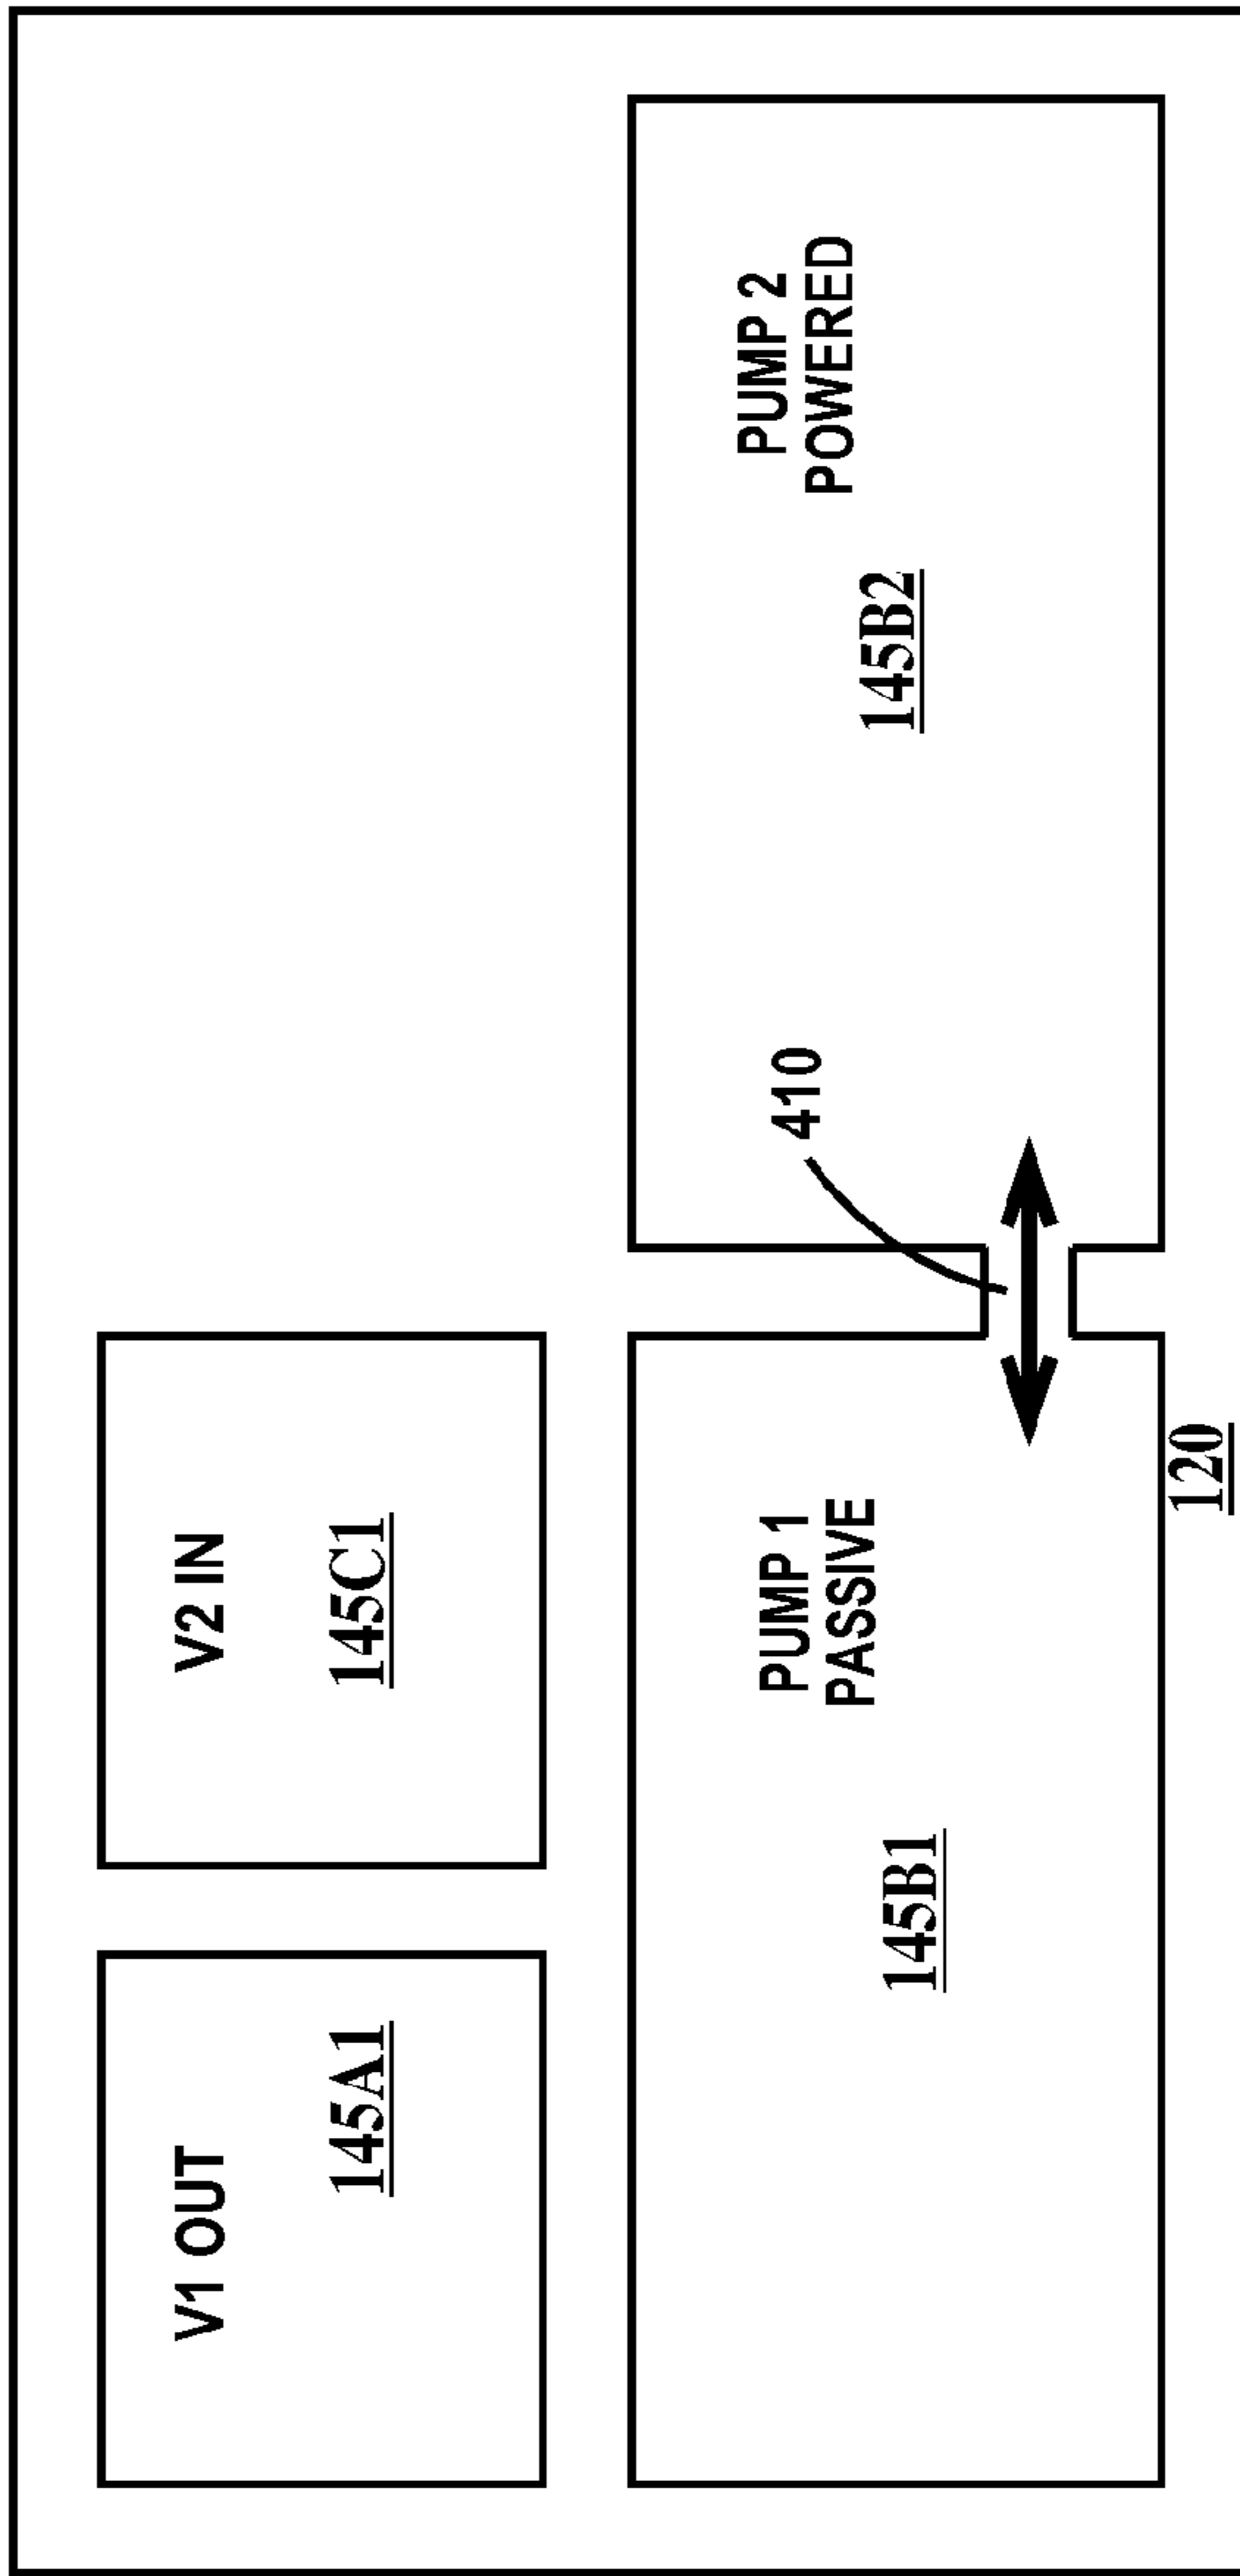 V1 OUT
145A1
V2 IN
145C1
PUMP 1
PASSIVE
145B1
410
PUMP 2
POWERED
145B2
120